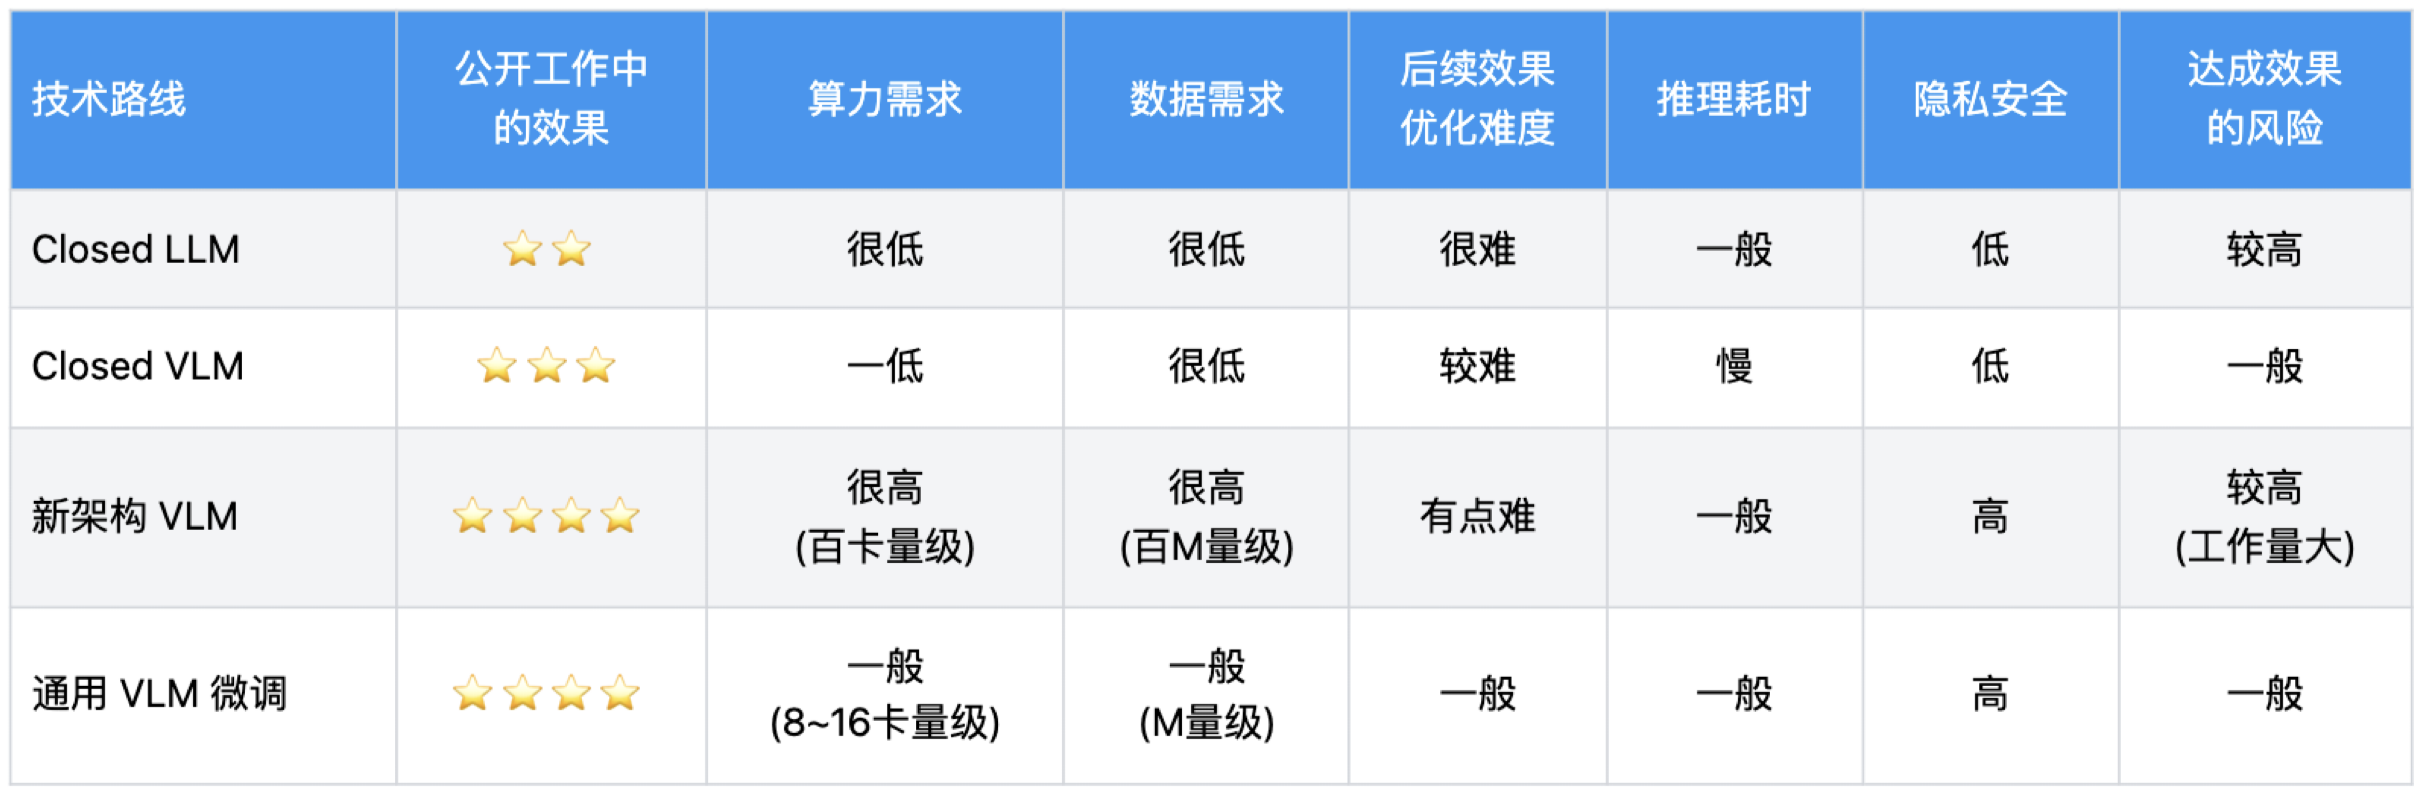 技术路线
公开工作中
的效果
算力需求
数据需求
后续效果
优化难度
推理耗时
隐私安全
达成效果
的风险
Closed LLM
⭐⭐
很低
很低
很难
一般
低
较高
Closed VLM
⭐⭐⭐
一低
很低
较难
慢
低
一般
新架构 VLM
⭐⭐⭐⭐
很高
(百卡量级)
很高
(百M量级)
有点难
一般
高
较高
(工作量大)
通用 VLM 微调
⭐⭐⭐⭐
一般
(8~16卡量级)
一般
(M量级)
一般
一般
高
一般